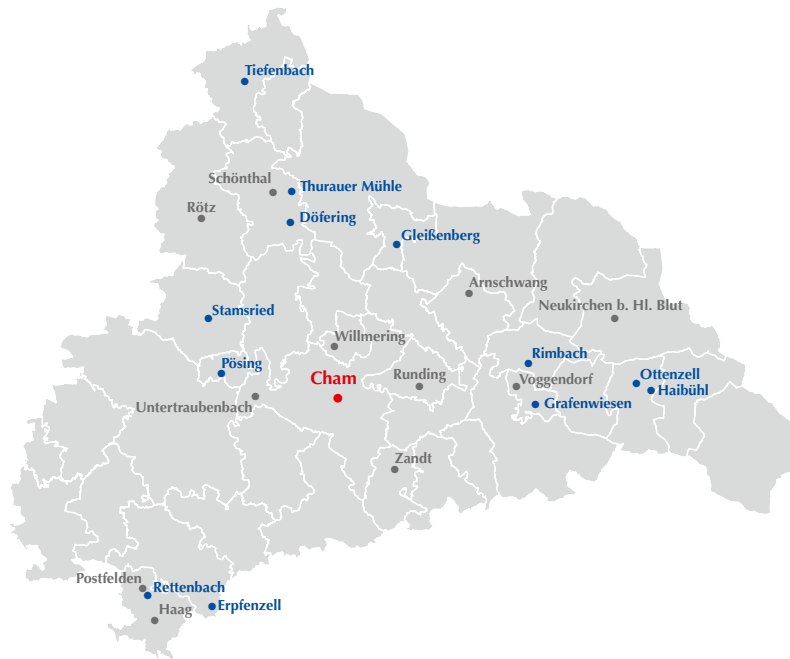 Tiefenbach
Schönthal
Thurauer Mühle
Rötz
Döfering
Gleißenberg
Arnschwang
Neukirchen b. Hl. Blut
Stamsried
Willmering
Rimbach
Pösing
Cham
Runding
Voggendorf
Ottenzell
Haibühl
Untertraubenbach
Grafenwiesen
Zandt
Postfelden
Rettenbach
Haag
Erpfenzell